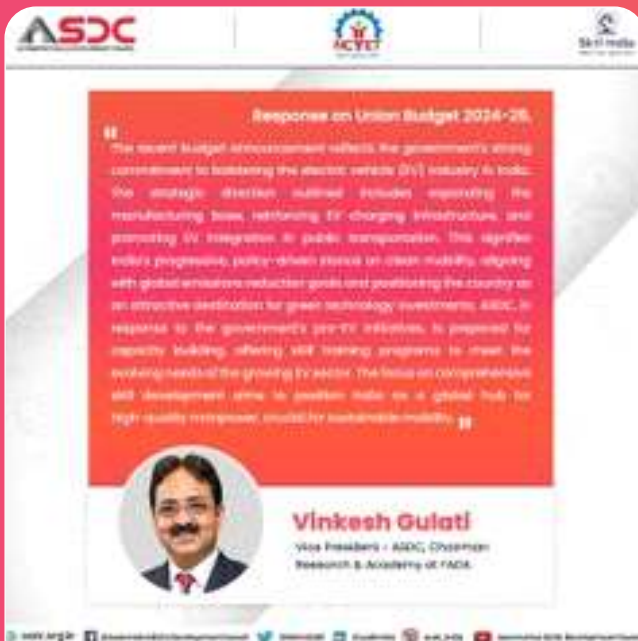 ASDC
NCVET
Skill India
Response on Union Budget 2024-25,
"
The recent budget announcement reflects the government's strong
commitment to bolstering the electric vehicle (EV) industry in India.
The strategic direction outlined includes expanding the
manufacturing base, reinforcing EV charging infrastructure, and
promoting EV integration in public transportation. This signifies
India's progressive, policy-driven stance on clean mobility, aligning
with global emissions reduction goals and positioning the country as
an attractive destination for green technology investments. ASDC, in
response to the government's pro-EV initiatives, is prepared for
capacity building, offering skill training programs to meet the
evolving needs of the growing EV sector. The focus on comprehensive
skill development aims to position India as a global hub for
high-quality manpower, crucial for sustainable mobility. "
Vinkesh Gulati
Vice President - ASDC, Chairman
Research & Academy at FADA
asdc.org.in